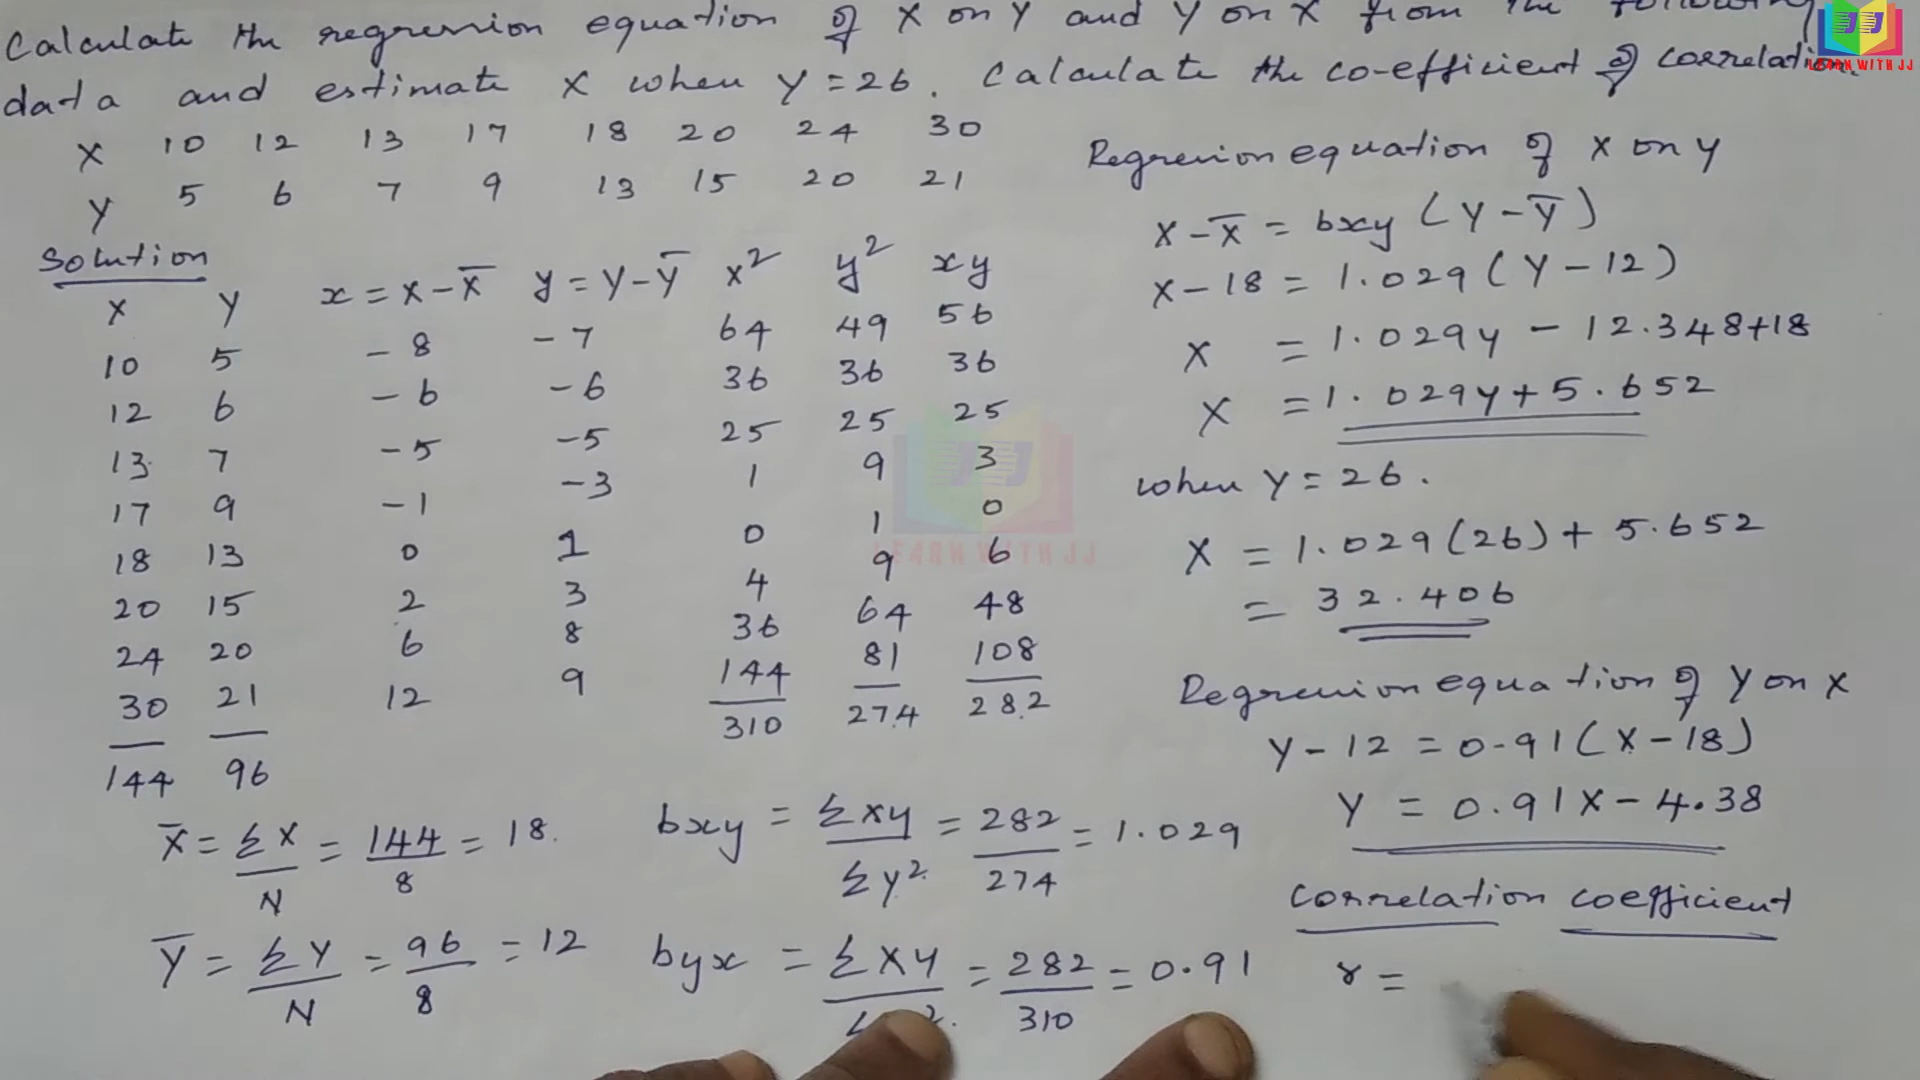 Calculate the regression equation of X on Y and Y on X from the following
data and estimate X when Y = 26. Calculate the co-efficient of correlation.
X 10 12 13 17 18 20 24 30
Y 5 6 7 9 13 15 20 21
Solution
X Y x = X - X̅ y = Y - Y̅ x² y² xy
10 5 -8 -7 64 49 56
12 6 -6 -6 36 36 36
13 7 -5 -5 25 25 25
17 9 -1 -3 1 9 3
18 13 0 1 0 1 0
20 15 2 3 4 9 6
24 20 6 8 36 64 48
30 21 12 9 144 81 108
144 96 310 274 282
X̅ = ΣX/N = 144/8 = 18.
Y̅ = ΣY/N = 96/8 = 12
bxy = Σxy/Σy² = 282/274 = 1.029
byx = Σxy/ ². = 282/310 = 0.91
Regression equation of X on Y
X - X̅ = bxy (Y - Y̅)
X - 18 = 1.029 (Y - 12)
X = 1.029y - 12.348 + 18
X = 1.029y + 5.652
when Y = 26.
X = 1.029 (26) + 5.652
= 32.406
Regression equation of Y on X
Y - 12 = 0.91 (X - 18)
Y = 0.91X - 4.38
Correlation coefficient
r =
JJ
LEARN WITH JJ
JJ
LEARN WITH JJ